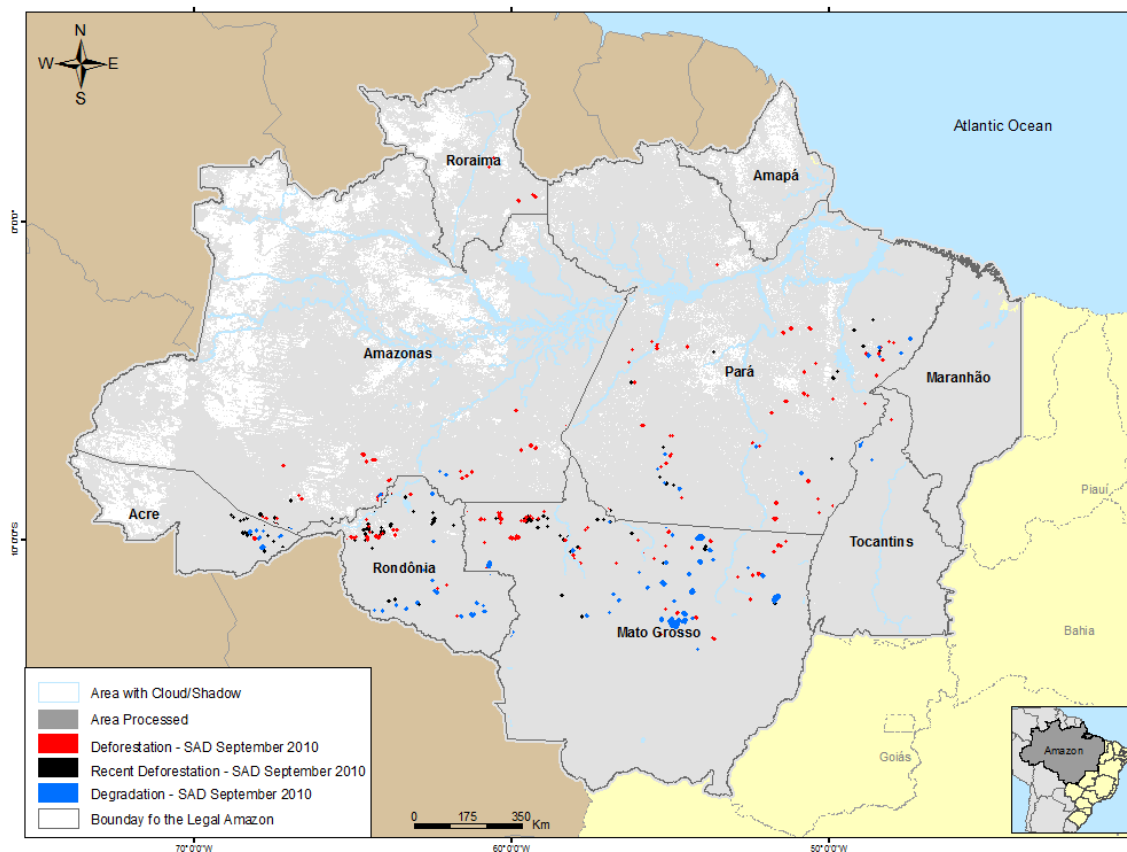 N
W E
S
Atlantic Ocean
Roraima
Amapá
Amazonas
Pará
Maranhão
Piauí
Acre
Tocantins
Rondônia
Mato Grosso
Bahia
Goiás
Area with Cloud/Shadow
Area Processed
Deforestation - SAD September 2010
Recent Deforestation - SAD September 2010
Degradation - SAD September 2010
Bounday fo the Legal Amazon
0 175 350
Km
Amazon
70°0'0"W 60°0'0"W 50°0'0"W